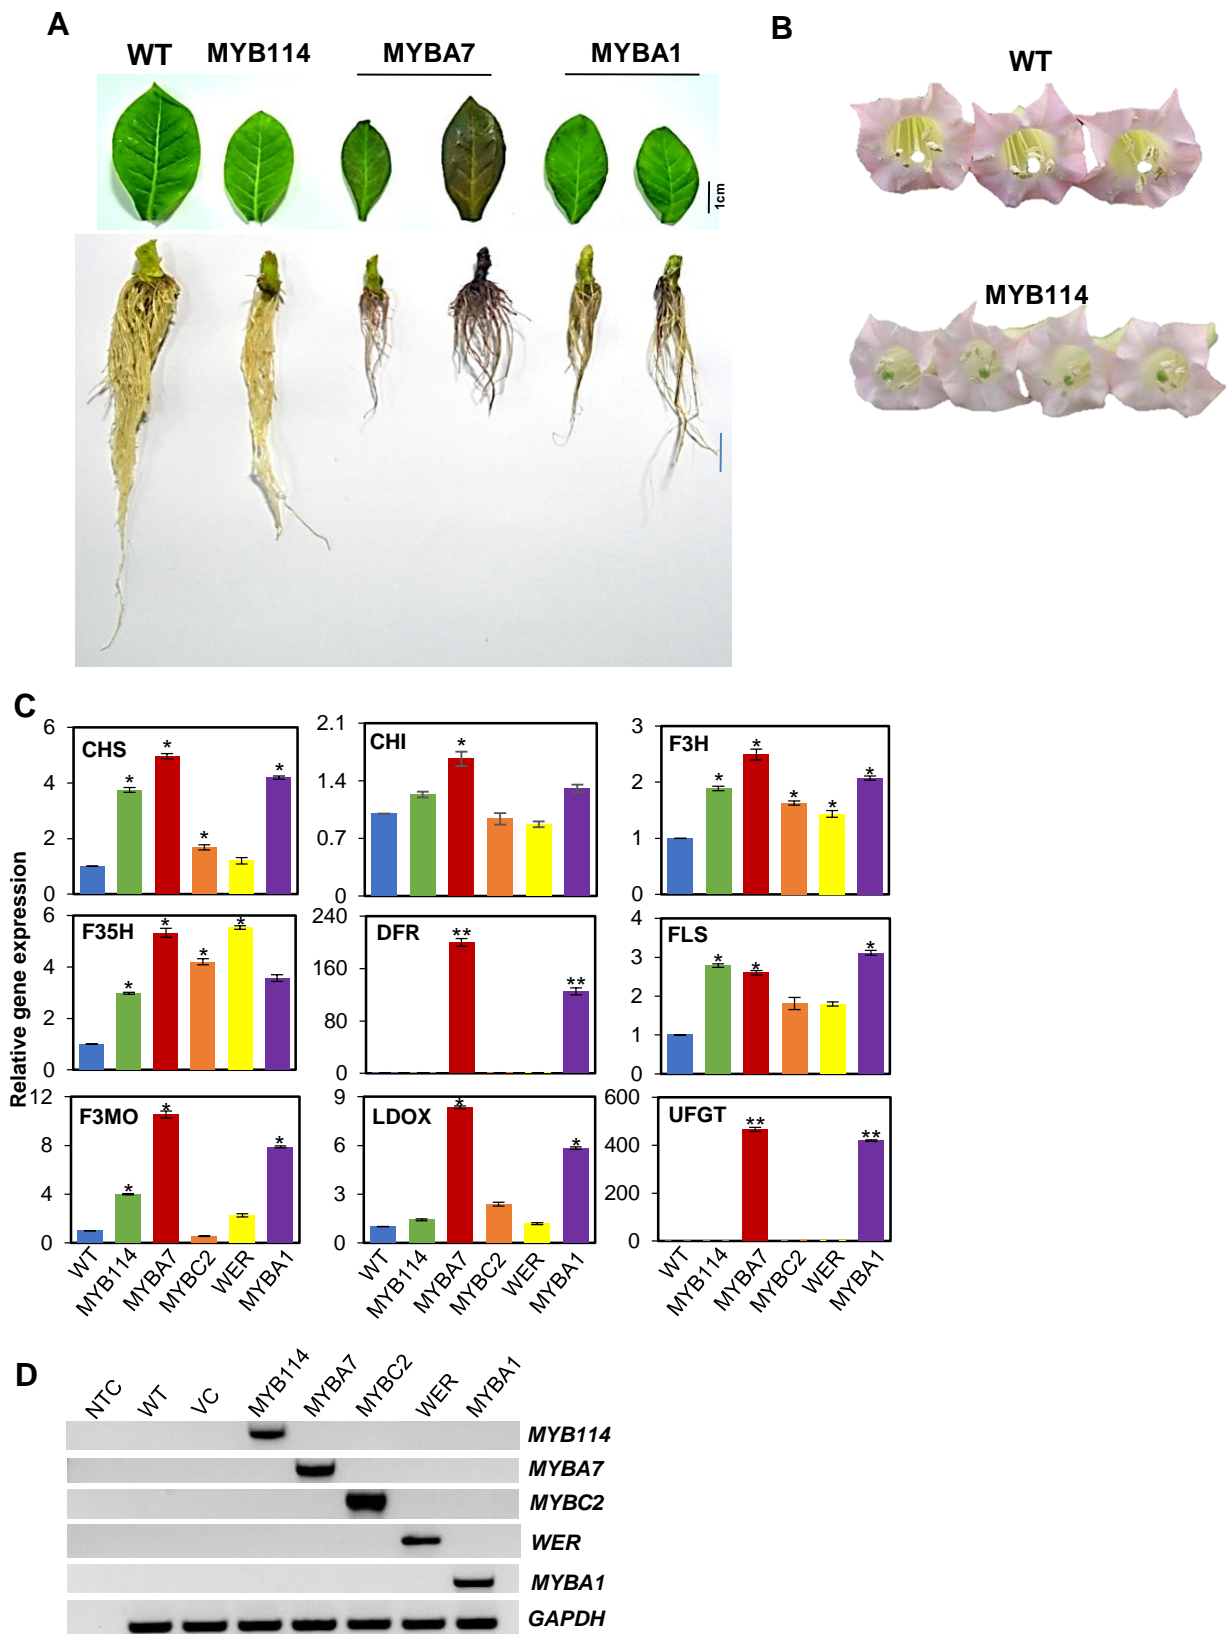 A
B
WT MYB114 MYBA7 MYBA1
WT
1cm
MYB114
C
Relative gene expression
6
4
2
0
CHS
*
*
*
*
2.1
1.4
0.7
0
CHI
*
3
2
1
0
F3H
*
*
*
*
*
6
4
2
0
F35H
*
*
*
*
240
160
80
0
DFR
**
**
4
3
2
1
0
FLS
*
*
*
12
8
4
0
F3MO
*
*
*
9
6
3
0
LDOX
*
*
600
400
200
0
UFGT
**
**
WT MYB114 MYBA7 MYBC2 WER MYBA1
WT MYB114 MYBA7 MYBC2 WER MYBA1
WT MYB114 MYBA7 MYBC2 WER MYBA1
D
NTC WT VC MYB114 MYBA7 MYBC2 WER MYBA1
MYB114
MYBA7
MYBC2
WER
MYBA1
GAPDH